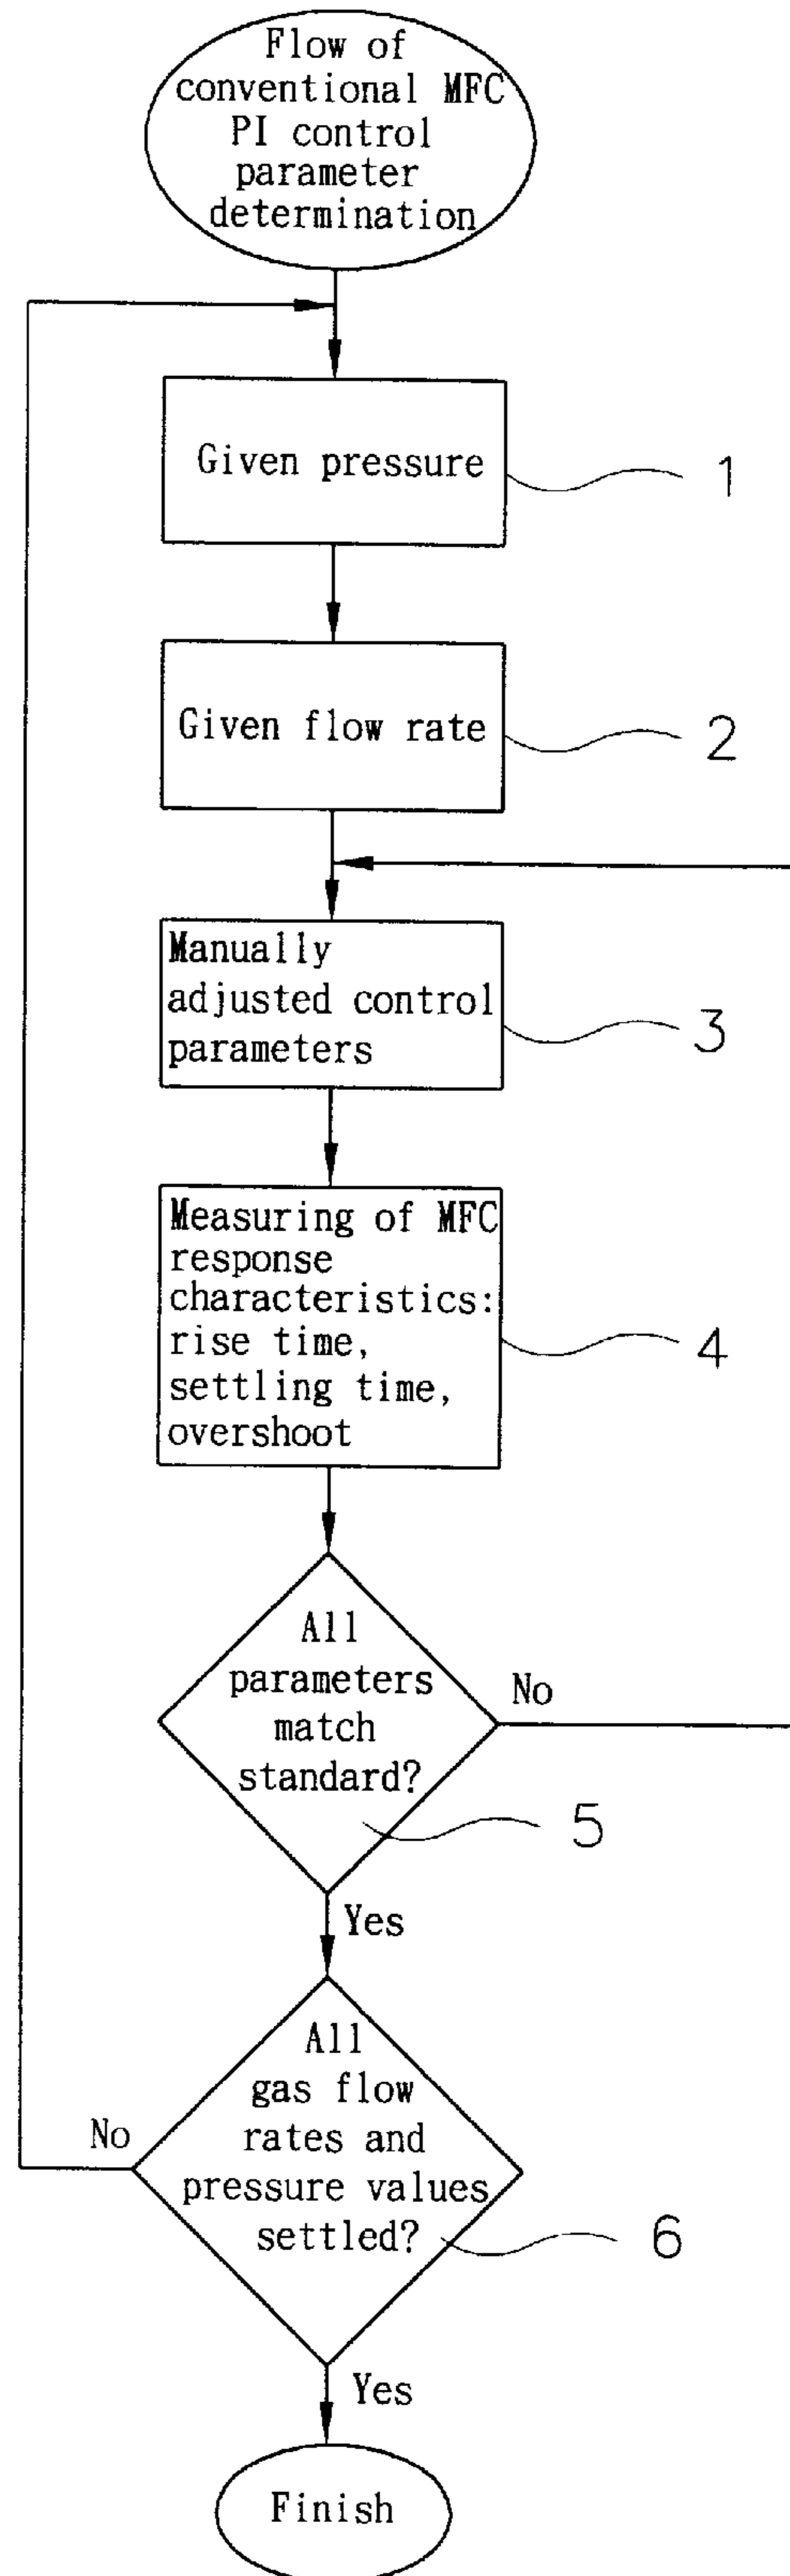 Flow of
conventional MFC
PI control
parameter
determination
Given pressure
1
Given flow rate
2
Manually
adjusted control
parameters
3
Measuring of MFC
response
characteristics:
rise time,
settling time,
overshoot
4
All
parameters
match
standard?
No
5
Yes
All
gas flow
rates and
pressure values
settled?
No
6
Yes
Finish